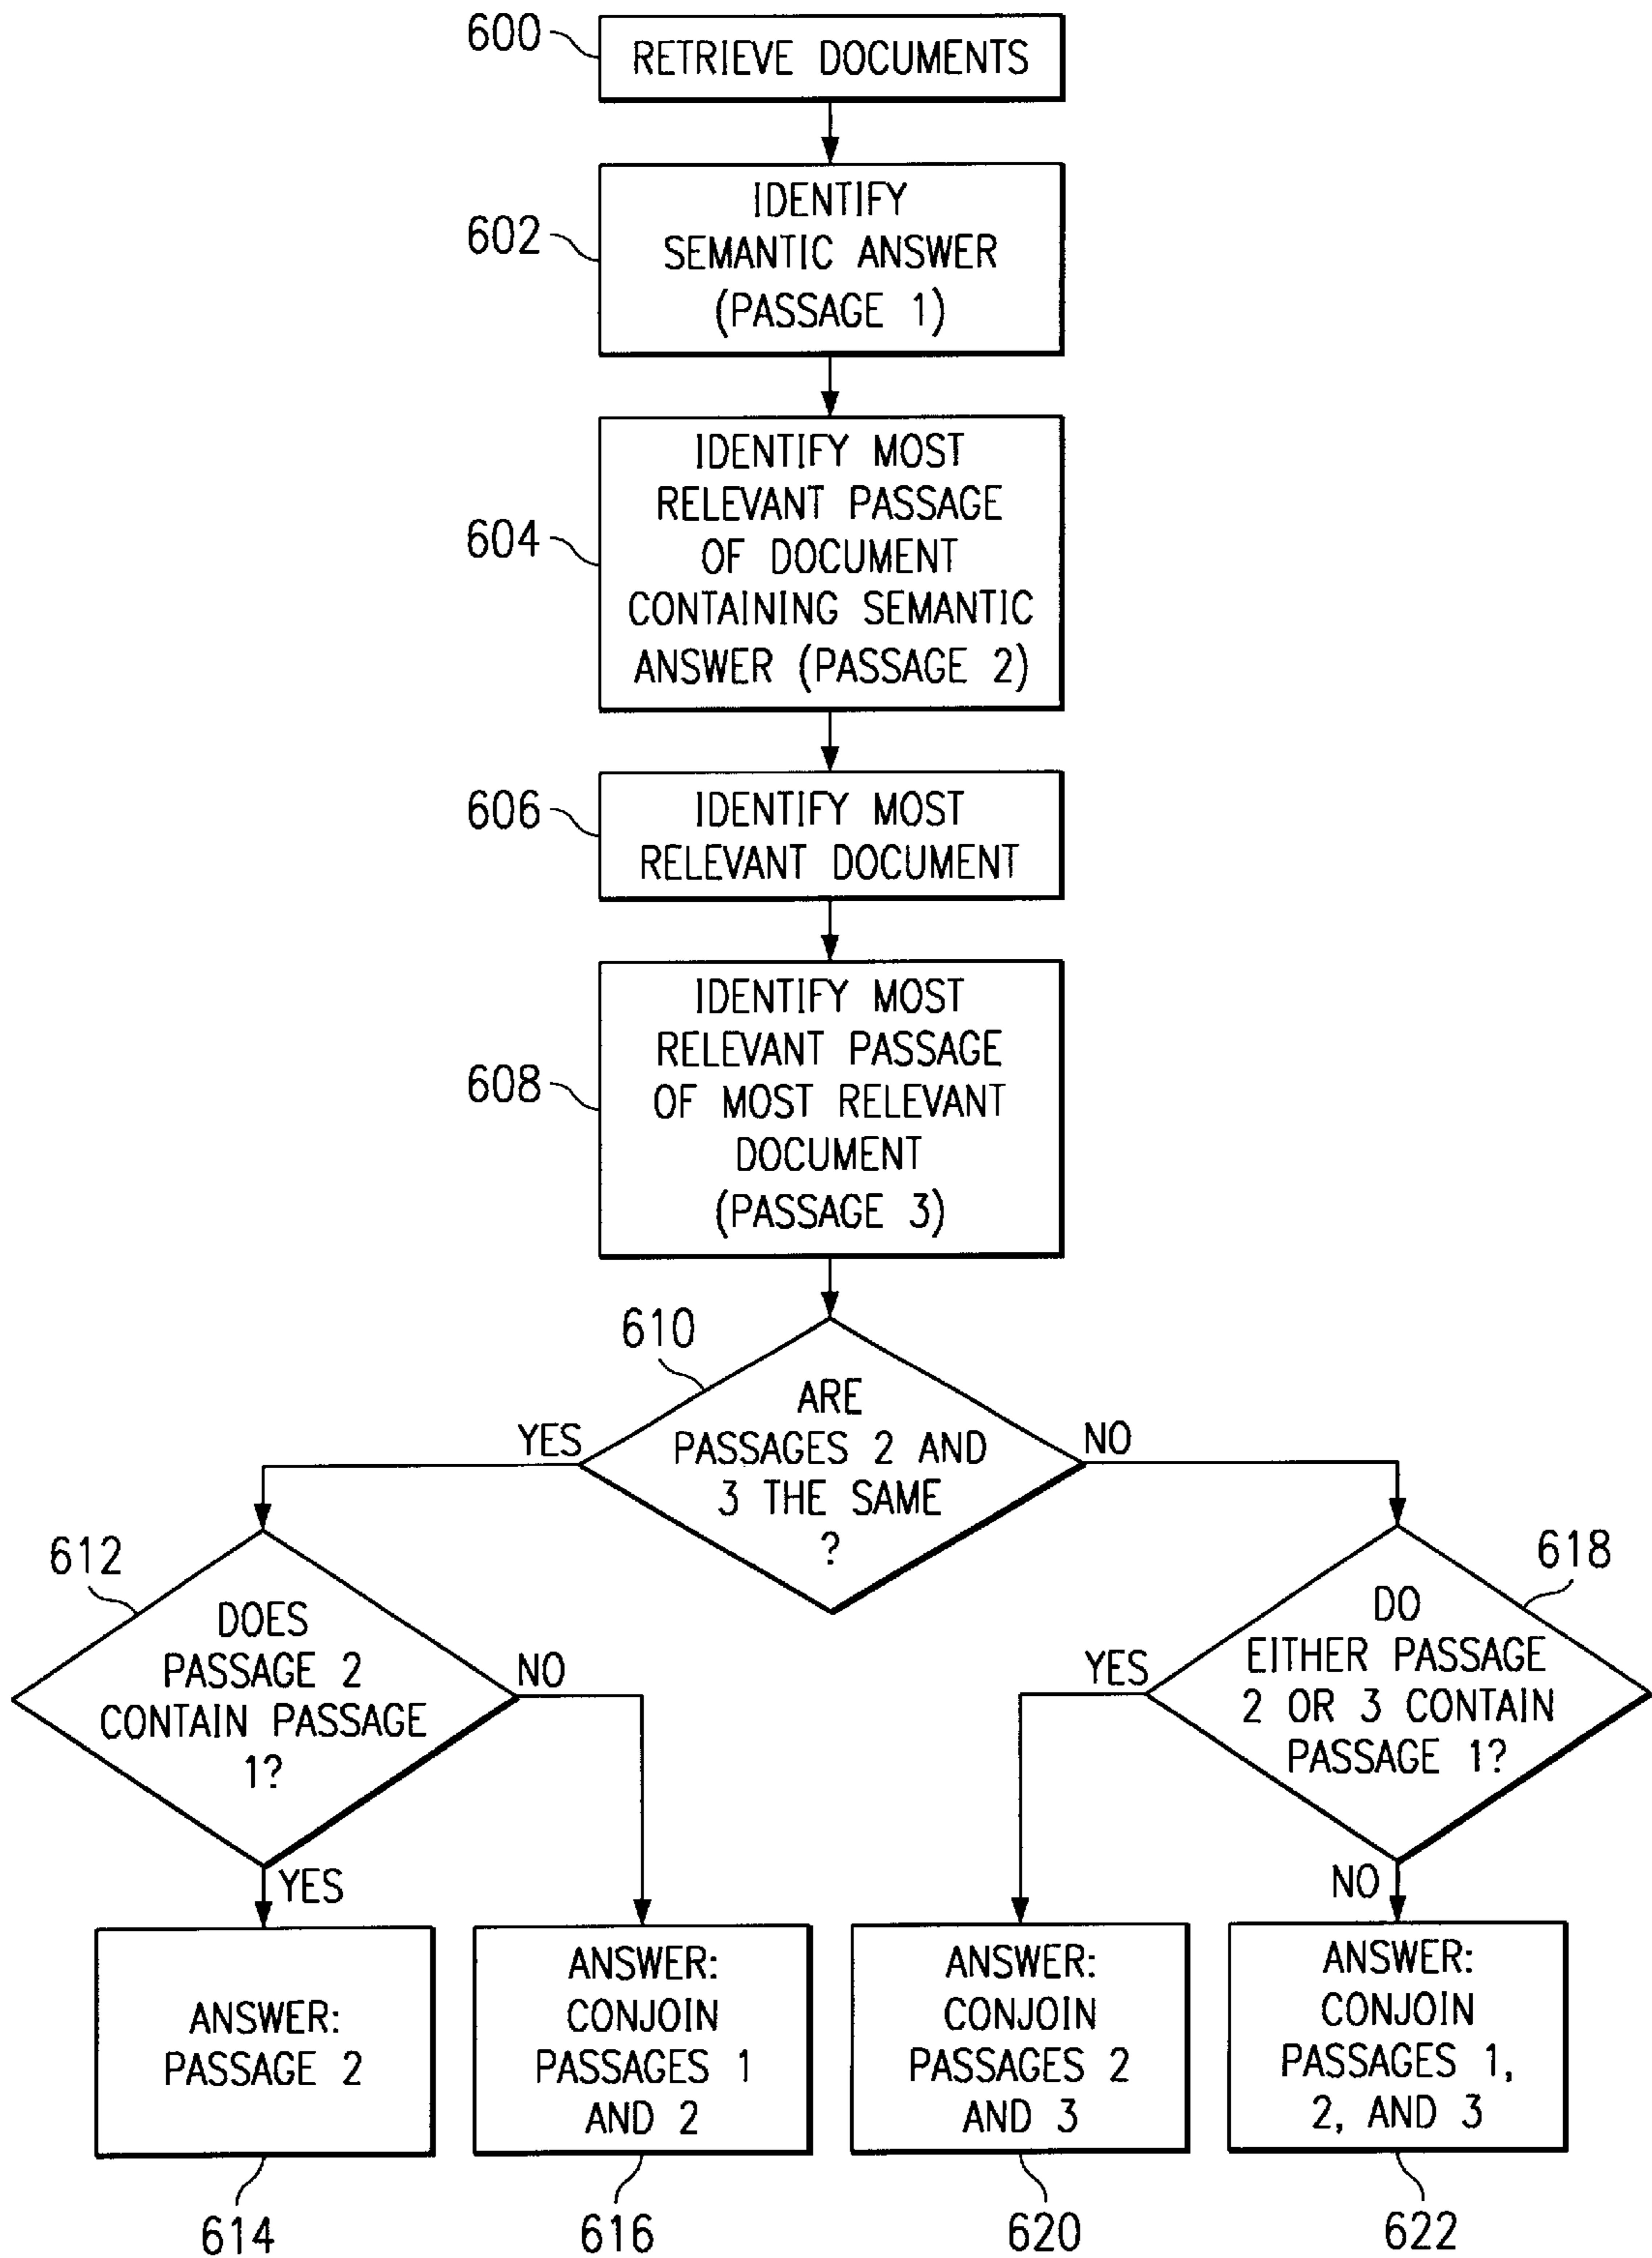 600
RETRIEVE DOCUMENTS
602
IDENTIFY
SEMANTIC ANSWER
(PASSAGE 1)
604
IDENTIFY MOST
RELEVANT PASSAGE
OF DOCUMENT
CONTAINING SEMANTIC
ANSWER (PASSAGE 2)
606
IDENTIFY MOST
RELEVANT DOCUMENT
608
IDENTIFY MOST
RELEVANT PASSAGE
OF MOST RELEVANT
DOCUMENT
(PASSAGE 3)
610
ARE
PASSAGES 2 AND
3 THE SAME
?
YES
NO
612
DOES
PASSAGE 2
CONTAIN PASSAGE
1?
NO
YES
618
DO
EITHER PASSAGE
2 OR 3 CONTAIN
PASSAGE 1?
YES
NO
ANSWER:
PASSAGE 2
614
ANSWER:
CONJOIN
PASSAGES 1
AND 2
616
ANSWER:
CONJOIN
PASSAGES 2
AND 3
620
ANSWER:
CONJOIN
PASSAGES 1,
2, AND 3
622